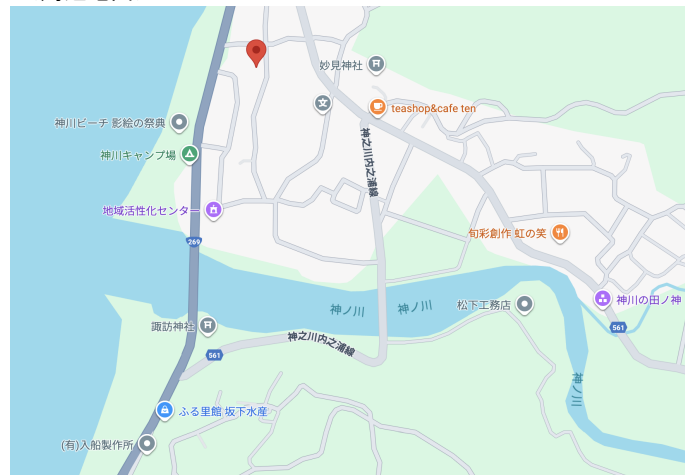 妙見神社
teashop&cafe ten
神川ビーチ 影絵の祭典
神之川内之浦線
神川キャンプ場
地域活性化センター
旬彩創作 虹の笑
269
神川の田ノ神
神ノ川
神ノ川
松下工務店
諏訪神社
561
神之川内之浦線
561
神ノ川
ふる里館 坂下水産
(有)入船製作所